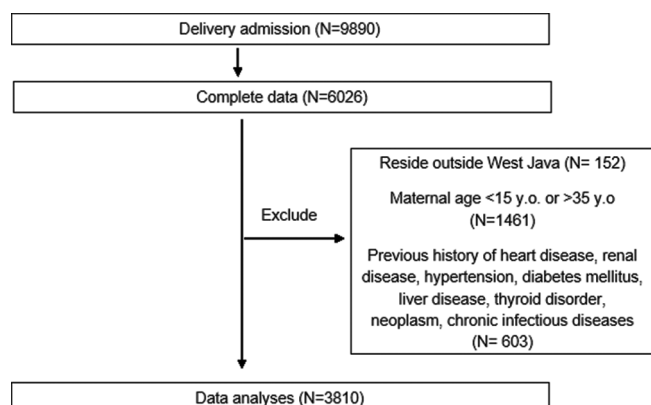 Delivery admission (N=9890)
Complete data (N=6026)
Reside outside West Java (N= 152)
Maternal age <15 y.o. or >35 y.o
(N=1461)
Exclude
Previous history of heart disease, renal
disease, hypertension, diabetes mellitus,
liver disease, thyroid disorder,
neoplasm, chronic infectious diseases
(N= 603)
Data analyses (N=3810)